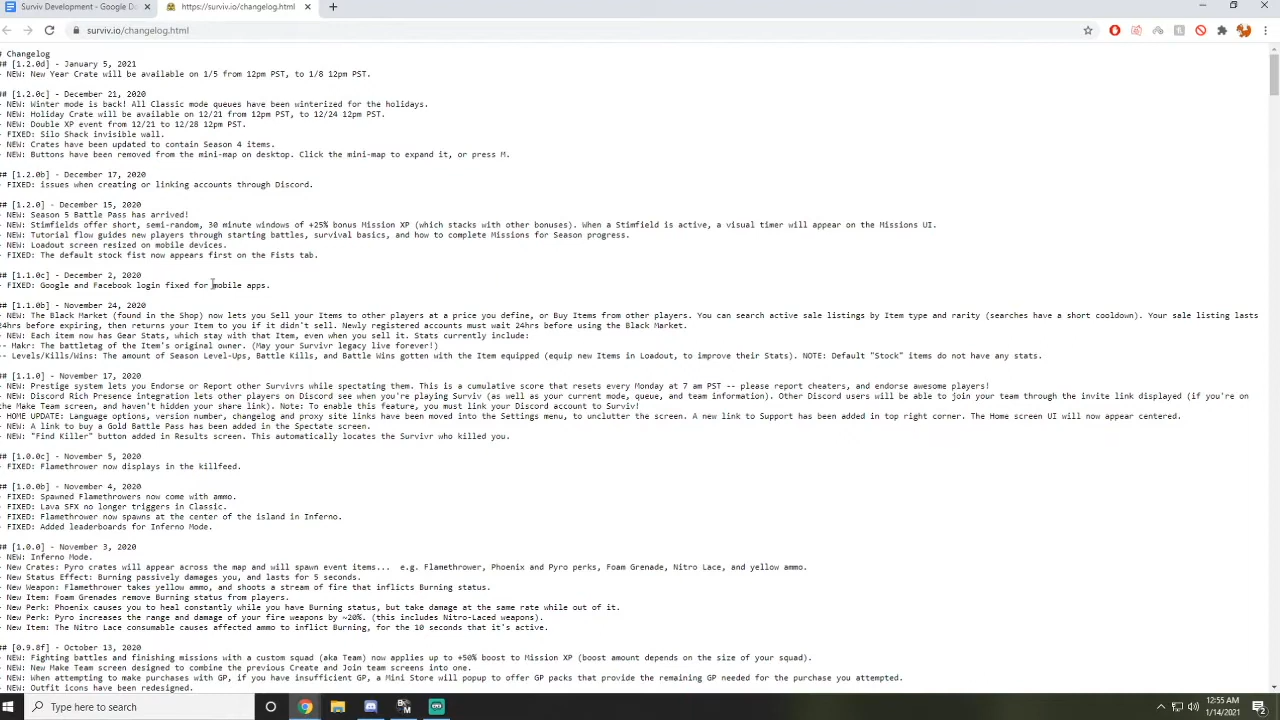 Surviv Development - Google Do
https://surviv.io/changelog.html
surviv.io/changelog.html
# Changelog
## [1.2.0d] - January 5, 2021
- NEW: New Year Crate will be available on 1/5 from 12pm PST, to 1/8 12pm PST.
## [1.2.0c] - December 21, 2020
- NEW: Winter mode is back! All Classic mode queues have been winterized for the holidays.
- NEW: Holiday Crate will be available on 12/21 from 12pm PST, to 12/24 12pm PST.
- NEW: Double XP event from 12/21 to 12/28 12pm PST.
- FIXED: Silo Shack invisible wall.
- NEW: Crates have been updated to contain Season 4 items.
- NEW: Buttons have been removed from the mini-map on desktop. Click the mini-map to expand it, or press M.
## [1.2.0b] - December 17, 2020
- FIXED: issues when creating or linking accounts through Discord.
## [1.2.0] - December 15, 2020
- NEW: Season 5 Battle Pass has arrived!
- NEW: Stimfields offer short, semi-random, 30 minute windows of +25% bonus Mission XP (which stacks with other bonuses). When a Stimfield is active, a visual timer will appear on the Missions UI.
- NEW: Tutorial flow guides new players through starting battles, survival basics, and how to complete Missions for Season progress.
- NEW: Loadout screen resized on mobile devices.
- FIXED: The default stock fist now appears first on the Fists tab.
## [1.1.0c] - December 2, 2020
- FIXED: Google and Facebook login fixed for mobile apps.
## [1.1.0b] - November 24, 2020
- NEW: The Black Market (found in the Shop) now lets you Sell your Items to other players at a price you define, or Buy Items from other players. You can search active sale listings by Item type and rarity (searches have a short cooldown). Your sale listing lasts
24hrs before expiring, then returns your Item to you if it didn't sell. Newly registered accounts must wait 24hrs before using the Black Market.
- NEW: Each item now has Gear Stats, which stay with that Item, even when you sell it. Stats currently include:
-- Makr: The battletag of the Item's original owner. (May your Survivr legacy live forever!)
-- Levels/Kills/Wins: The amount of Season Level-Ups, Battle Kills, and Battle Wins gotten with the Item equipped (equip new Items in Loadout, to improve their Stats). NOTE: Default "Stock" items do not have any stats.
## [1.1.0] - November 17, 2020
- NEW: Prestige system lets you Endorse or Report other Survivrs while spectating them. This is a cumulative score that resets every Monday at 7 am PST -- please report cheaters, and endorse awesome players!
- NEW: Discord Rich Presence integration lets other players on Discord see when you're playing Surviv (as well as your current mode, queue, and team information). Other Discord users will be able to join your team through the invite link displayed (if you're on
the Make Team screen, and haven't hidden your share link). Note: To enable this feature, you must link your Discord account to Surviv!
- HOME UPDATE: Language options, version number, changelog and proxy site links have been moved into the Settings menu, to unclutter the screen. A new link to Support has been added in top right corner. The Home screen UI will now appear centered.
- NEW: A link to buy a Gold Battle Pass has been added in the Spectate screen.
- NEW: "Find Killer" button added in Results screen. This automatically locates the Survivr who killed you.
## [1.0.0c] - November 5, 2020
- FIXED: Flamethrower now displays in the killfeed.
## [1.0.0b] - November 4, 2020
- FIXED: Spawned Flamethrowers now come with ammo.
- FIXED: Lava SFX no longer triggers in Classic.
- FIXED: Flamethrower now spawns at the center of the island in Inferno.
- FIXED: Added leaderboards for Inferno Mode.
## [1.0.0] - November 3, 2020
- NEW: Inferno Mode.
- New Crates: Pyro crates will appear across the map and will spawn event items... e.g. Flamethrower, Phoenix and Pyro perks, Foam Grenade, Nitro Lace, and yellow ammo.
- New Status Effect: Burning passively damages you, and lasts for 5 seconds.
- New Weapon: Flamethrower takes yellow ammo, and shoots a stream of fire that inflicts Burning status.
- New Item: Foam Grenades remove Burning status from players.
- New Perk: Phoenix causes you to heal constantly while you have Burning status, but take damage at the same rate while out of it.
- New Perk: Pyro increases the range and damage of your fire weapons by ~20%. (this includes Nitro-Laced weapons).
- New Item: The Nitro Lace consumable causes affected ammo to inflict Burning, for the 10 seconds that it's active.
## [0.9.8f] - October 13, 2020
- NEW: Fighting battles and finishing missions with a custom squad (aka Team) now applies up to +50% boost to Mission XP (boost amount depends on the size of your squad).
- NEW: New Make Team screen designed to combine the previous Create and Join team screens into one.
- NEW: When attempting to make purchases with GP, if you have insufficient GP, a Mini Store will popup to offer GP packs that provide the remaining GP needed for the purchase you attempted.
- NEW: Outfit icons have been redesigned.
Type here to search
12:55 AM
1/14/2021
2